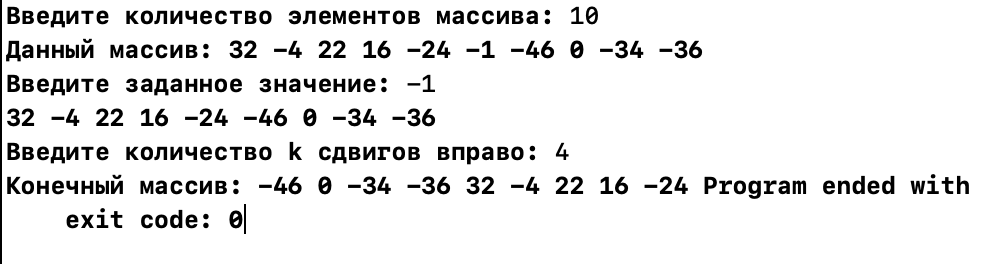 Введите количество элементов массива: 10
Данный массив: 32 -4 22 16 -24 -1 -46 0 -34 -36
Введите заданное значение: -1
32 -4 22 16 -24 -46 0 -34 -36
Введите количество k сдвигов вправо: 4
Конечный массив: -46 0 -34 -36 32 -4 22 16 -24 Program ended with
exit code: 0